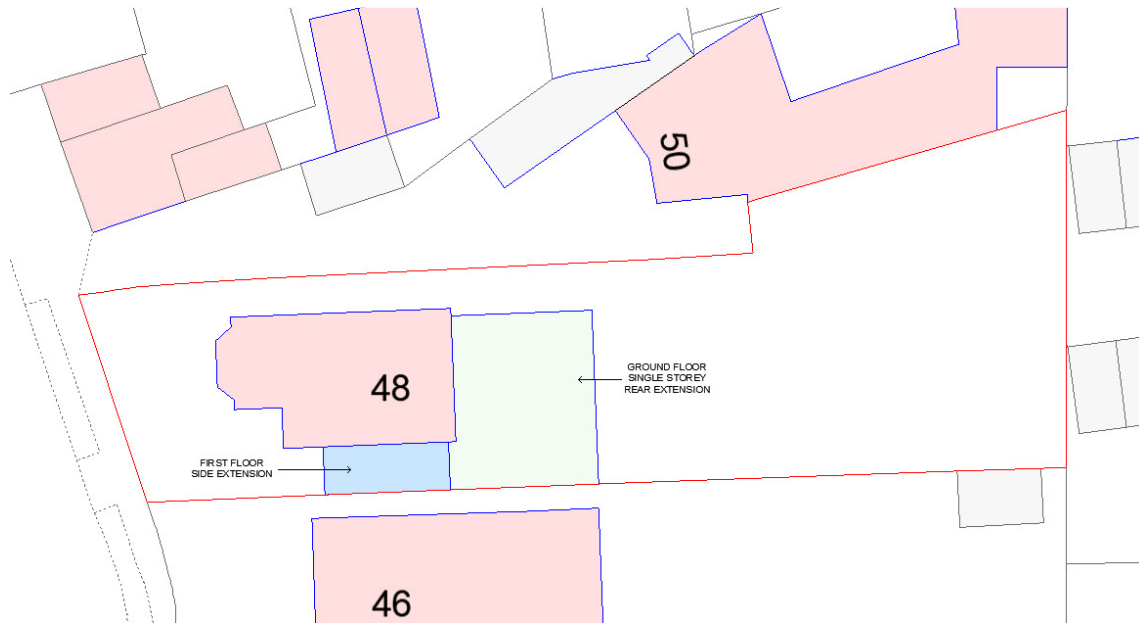 50
GROUND FLOOR
SINGLE STOREY
REAR EXTENSION
48
FIRST FLOOR
SIDE EXTENSION
46